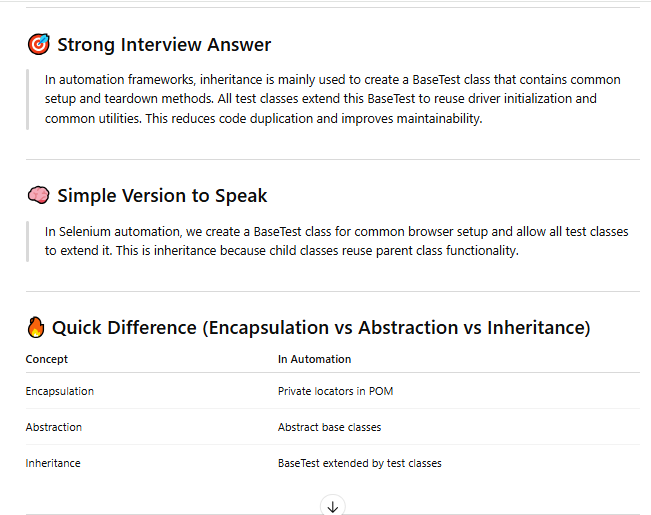 Strong Interview Answer
In automation frameworks, inheritance is mainly used to create a BaseTest class that contains common
setup and teardown methods. All test classes extend this BaseTest to reuse driver initialization and
common utilities. This reduces code duplication and improves maintainability.
Simple Version to Speak
In Selenium automation, we create a BaseTest class for common browser setup and allow all test classes
to extend it. This is inheritance because child classes reuse parent class functionality.
Quick Difference (Encapsulation vs Abstraction vs Inheritance)
Concept In Automation
Encapsulation Private locators in POM
Abstraction Abstract base classes
Inheritance BaseTest extended by test classes